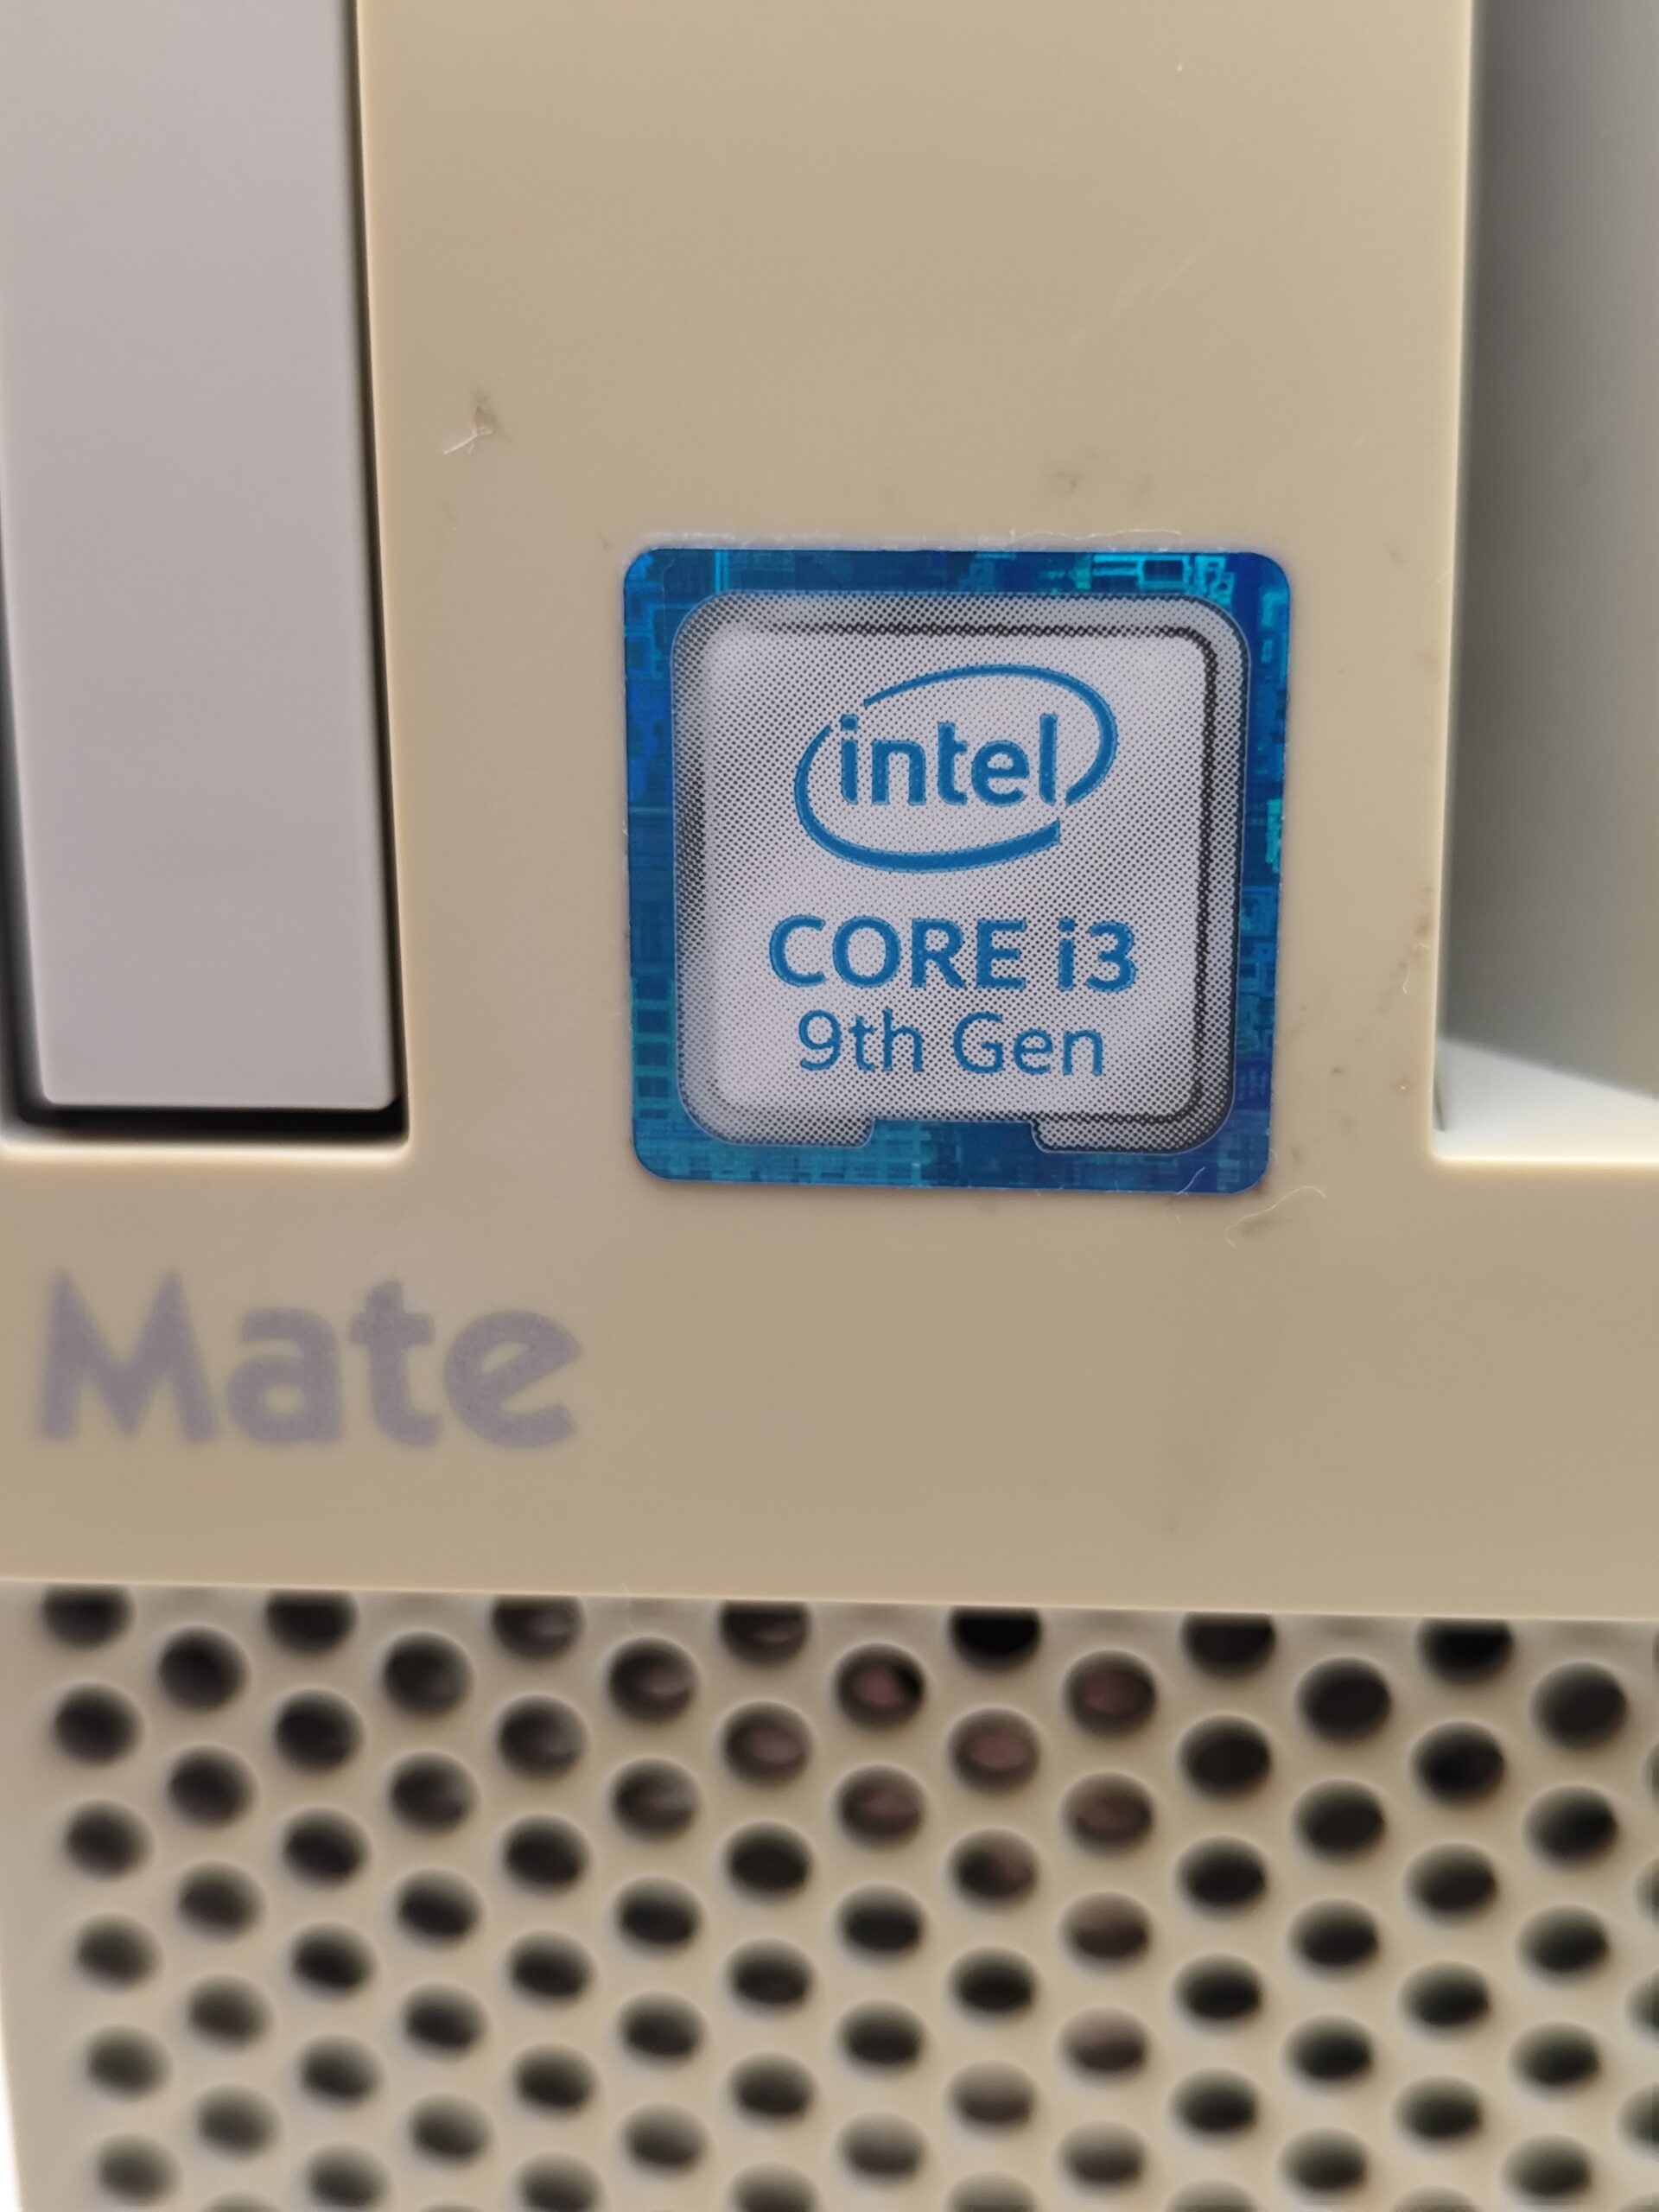 intel
CORE i3
9th Gen
Mate